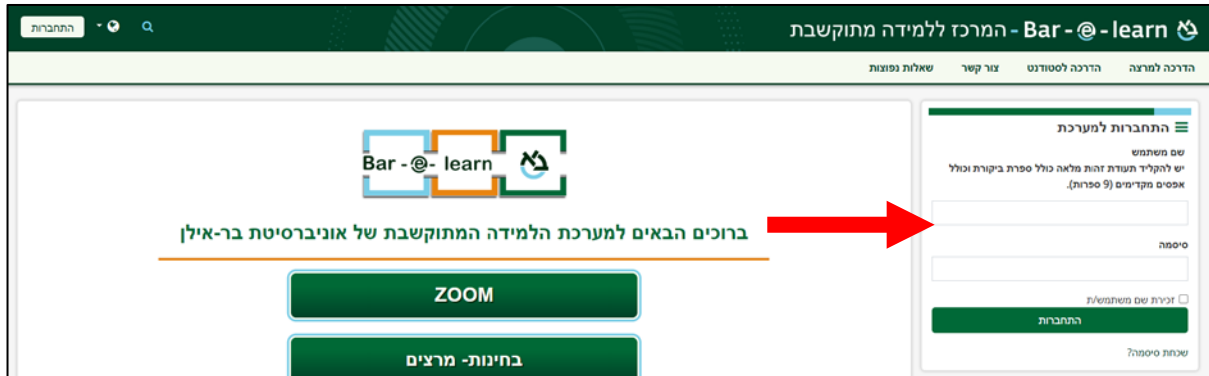 Bar-@-learn - המרכז ללמידה מתוקשבת
התחברות
הדרכה למרצה
הדרכה לסטודנט
צור קשר
שאלות נפוצות
התחברות למערכת
שם משתמש
יש להקליד תעודת זהות מלאה כולל ספרת ביקורת וכולל
אפסים מקדימים (9 ספרות).
סיסמה
זכירת שם משתמש/ת
התחברות
שכחת סיסמה?
Bar-@-learn בא
ברוכים הבאים למערכת הלמידה המתוקשבת של אוניברסיטת בר-אילן
ZOOM
בחינות- מרצים